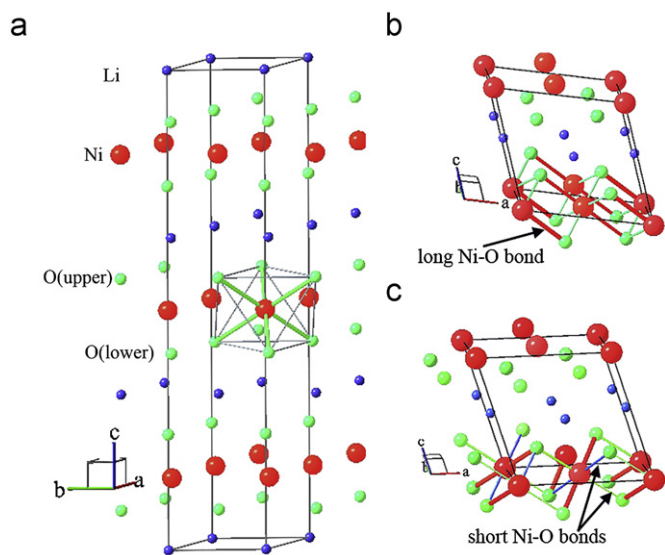 a
Li
Ni
O(upper)
O(lower)
c
b
a
b
c
b
a
long Ni-O bond
c
c
b
a
short Ni-O bonds